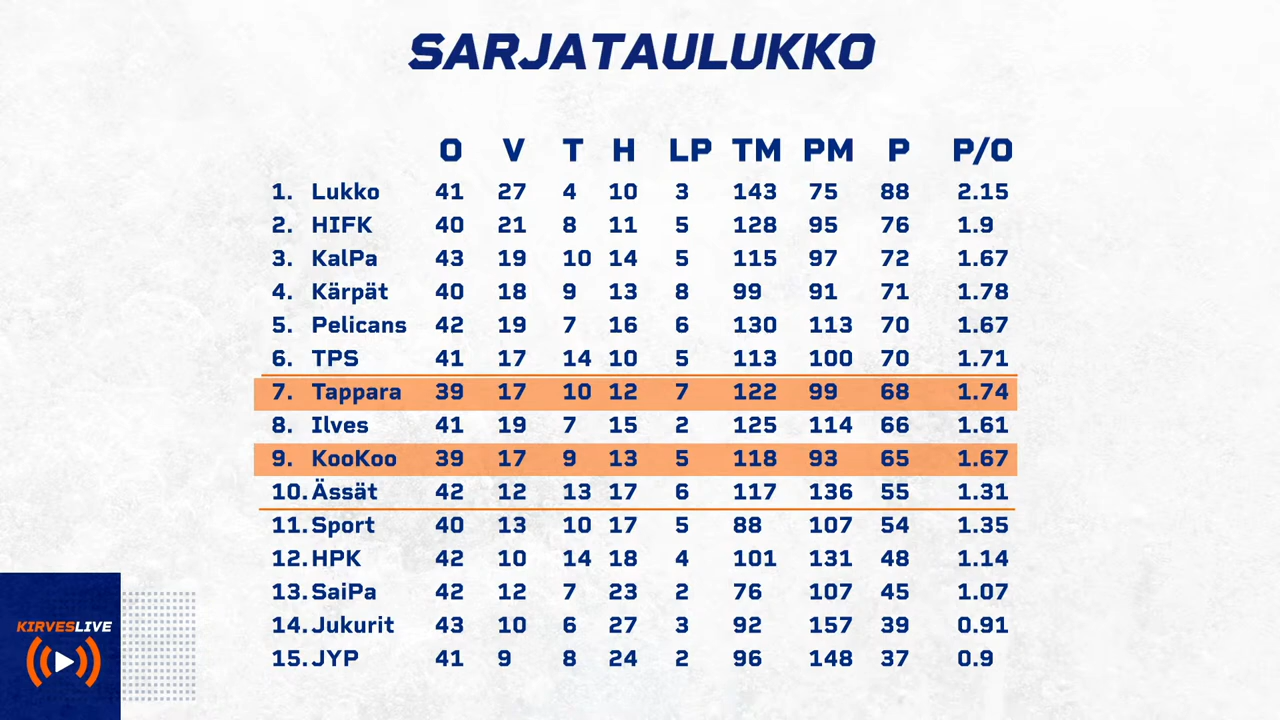 SARJATAULUKKO
O V T H LP TM PM P P/O
1. Lukko 41 27 4 10 3 143 75 88 2.15
2. HIFK 40 21 8 11 5 128 95 76 1.9
3. KalPa 43 19 10 14 5 115 97 72 1.67
4. Kärpät 40 18 9 13 8 99 91 71 1.78
5. Pelicans 42 19 7 16 6 130 113 70 1.67
6. TPS 41 17 14 10 5 113 100 70 1.71
7. Tappara 39 17 10 12 7 122 99 68 1.74
8. Ilves 41 19 7 15 2 125 114 66 1.61
9. KooKoo 39 17 9 13 5 118 93 65 1.67
10. Ässät 42 12 13 17 6 117 136 55 1.31
11. Sport 40 13 10 17 5 88 107 54 1.35
12. HPK 42 10 14 18 4 101 131 48 1.14
13. SaiPa 42 12 7 23 2 76 107 45 1.07
14. Jukurit 43 10 6 27 3 92 157 39 0.91
15. JYP 41 9 8 24 2 96 148 37 0.9
KIRVESLIVE